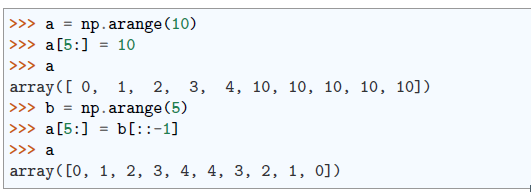 >>> a = np.arange(10)
>>> a[5:] = 10
>>> a
array([ 0,  1,  2,  3,  4, 10, 10, 10, 10, 10])
>>> b = np.arange(5)
>>> a[5:] = b[::-1]
>>> a
array([0, 1, 2, 3, 4, 4, 3, 2, 1, 0])